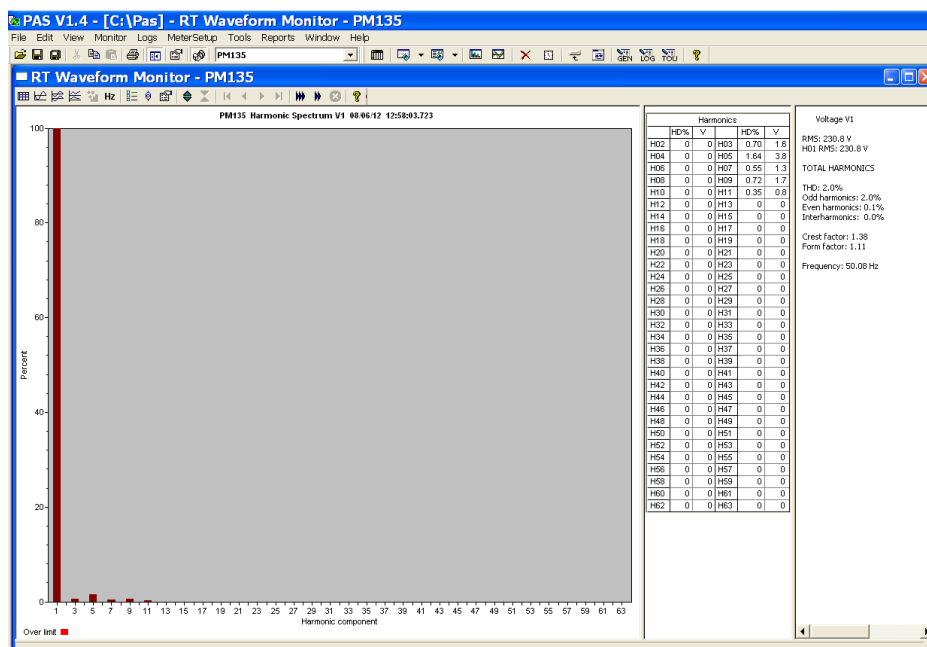 PAS V1.4 - [C:\Pas] - RT Waveform Monitor - PM135
File Edit View Monitor Logs MeterSetup Tools Reports Window Help
PM135 GEN LOG TOU
RT Waveform Monitor - PM135
Hz
PM135 Harmonic Spectrum V1 08/06/12 12:58:03.723
100
80
60
40
20
0
Percent
1 3 5 7 9 11 13 15 17 19 21 23 25 27 29 31 33 35 37 39 41 43 45 47 49 51 53 55 57 59 61 63
Harmonic component
Over limit
Harmonics
HD% V HD% V
H02 0 0 H03 0.70 1.6
H04 0 0 H05 1.64 3.8
H06 0 0 H07 0.55 1.3
H08 0 0 H09 0.72 1.7
H10 0 0 H11 0.35 0.8
H12 0 0 H13 0 0
H14 0 0 H15 0 0
H16 0 0 H17 0 0
H18 0 0 H19 0 0
H20 0 0 H21 0 0
H22 0 0 H23 0 0
H24 0 0 H25 0 0
H26 0 0 H27 0 0
H28 0 0 H29 0 0
H30 0 0 H31 0 0
H32 0 0 H33 0 0
H34 0 0 H35 0 0
H36 0 0 H37 0 0
H38 0 0 H39 0 0
H40 0 0 H41 0 0
H42 0 0 H43 0 0
H44 0 0 H45 0 0
H46 0 0 H47 0 0
H48 0 0 H49 0 0
H50 0 0 H51 0 0
H52 0 0 H53 0 0
H54 0 0 H55 0 0
H56 0 0 H57 0 0
H58 0 0 H59 0 0
H60 0 0 H61 0 0
H62 0 0 H63 0 0
Voltage V1
RMS: 230.8 V
H01 RMS: 230.8 V
TOTAL HARMONICS
THD: 2.0%
Odd harmonics: 2.0%
Even harmonics: 0.1%
Interharmonics: 0.0%
Crest factor: 1.38
Form factor: 1.11
Frequency: 50.08 Hz